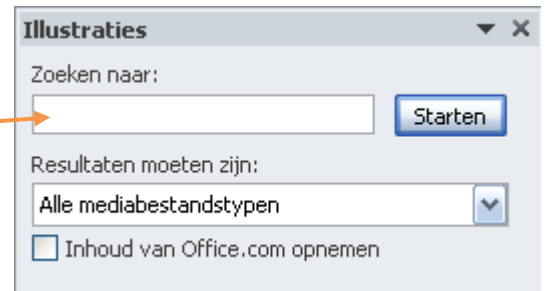 Illustraties
Zoeken naar:
Starten
Resultaten moeten zijn:
Alle mediabestandstypen
Inhoud van Office.com opnemen